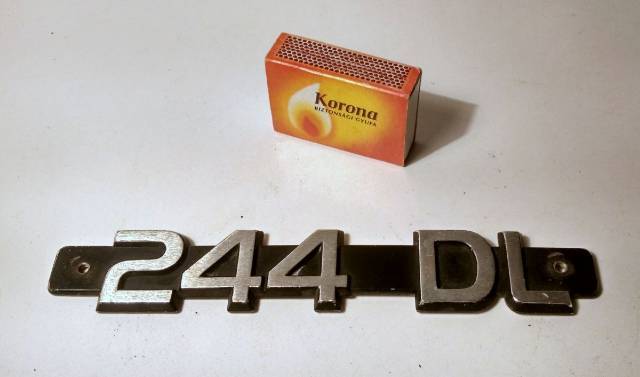 Korona
BIZTONSÁGI GYUFA
244 DL